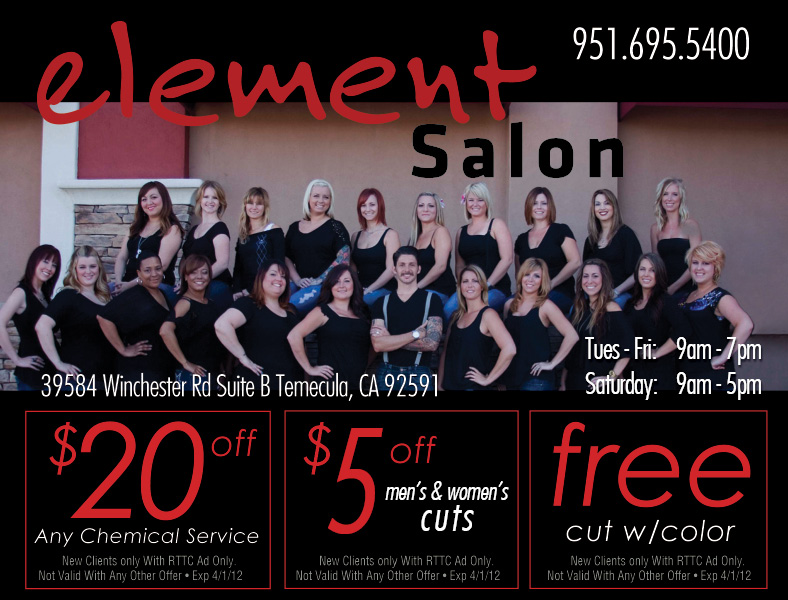 element
Salon
951.695.5400
Tues - Fri: 9am - 7pm
Saturday: 9am - 5pm
39584 Winchester Rd Suite B Temecula, CA 92591
$20 off
Any Chemical Service
New Clients only With RTTC Ad Only.
Not Valid With Any Other Offer • Exp 4/1/12
$5 off
men's & women's
cuts
New Clients only With RTTC Ad Only.
Not Valid With Any Other Offer • Exp 4/1/12
free
cut w/color
New Clients only With RTTC Ad Only.
Not Valid With Any Other Offer • Exp 4/1/12